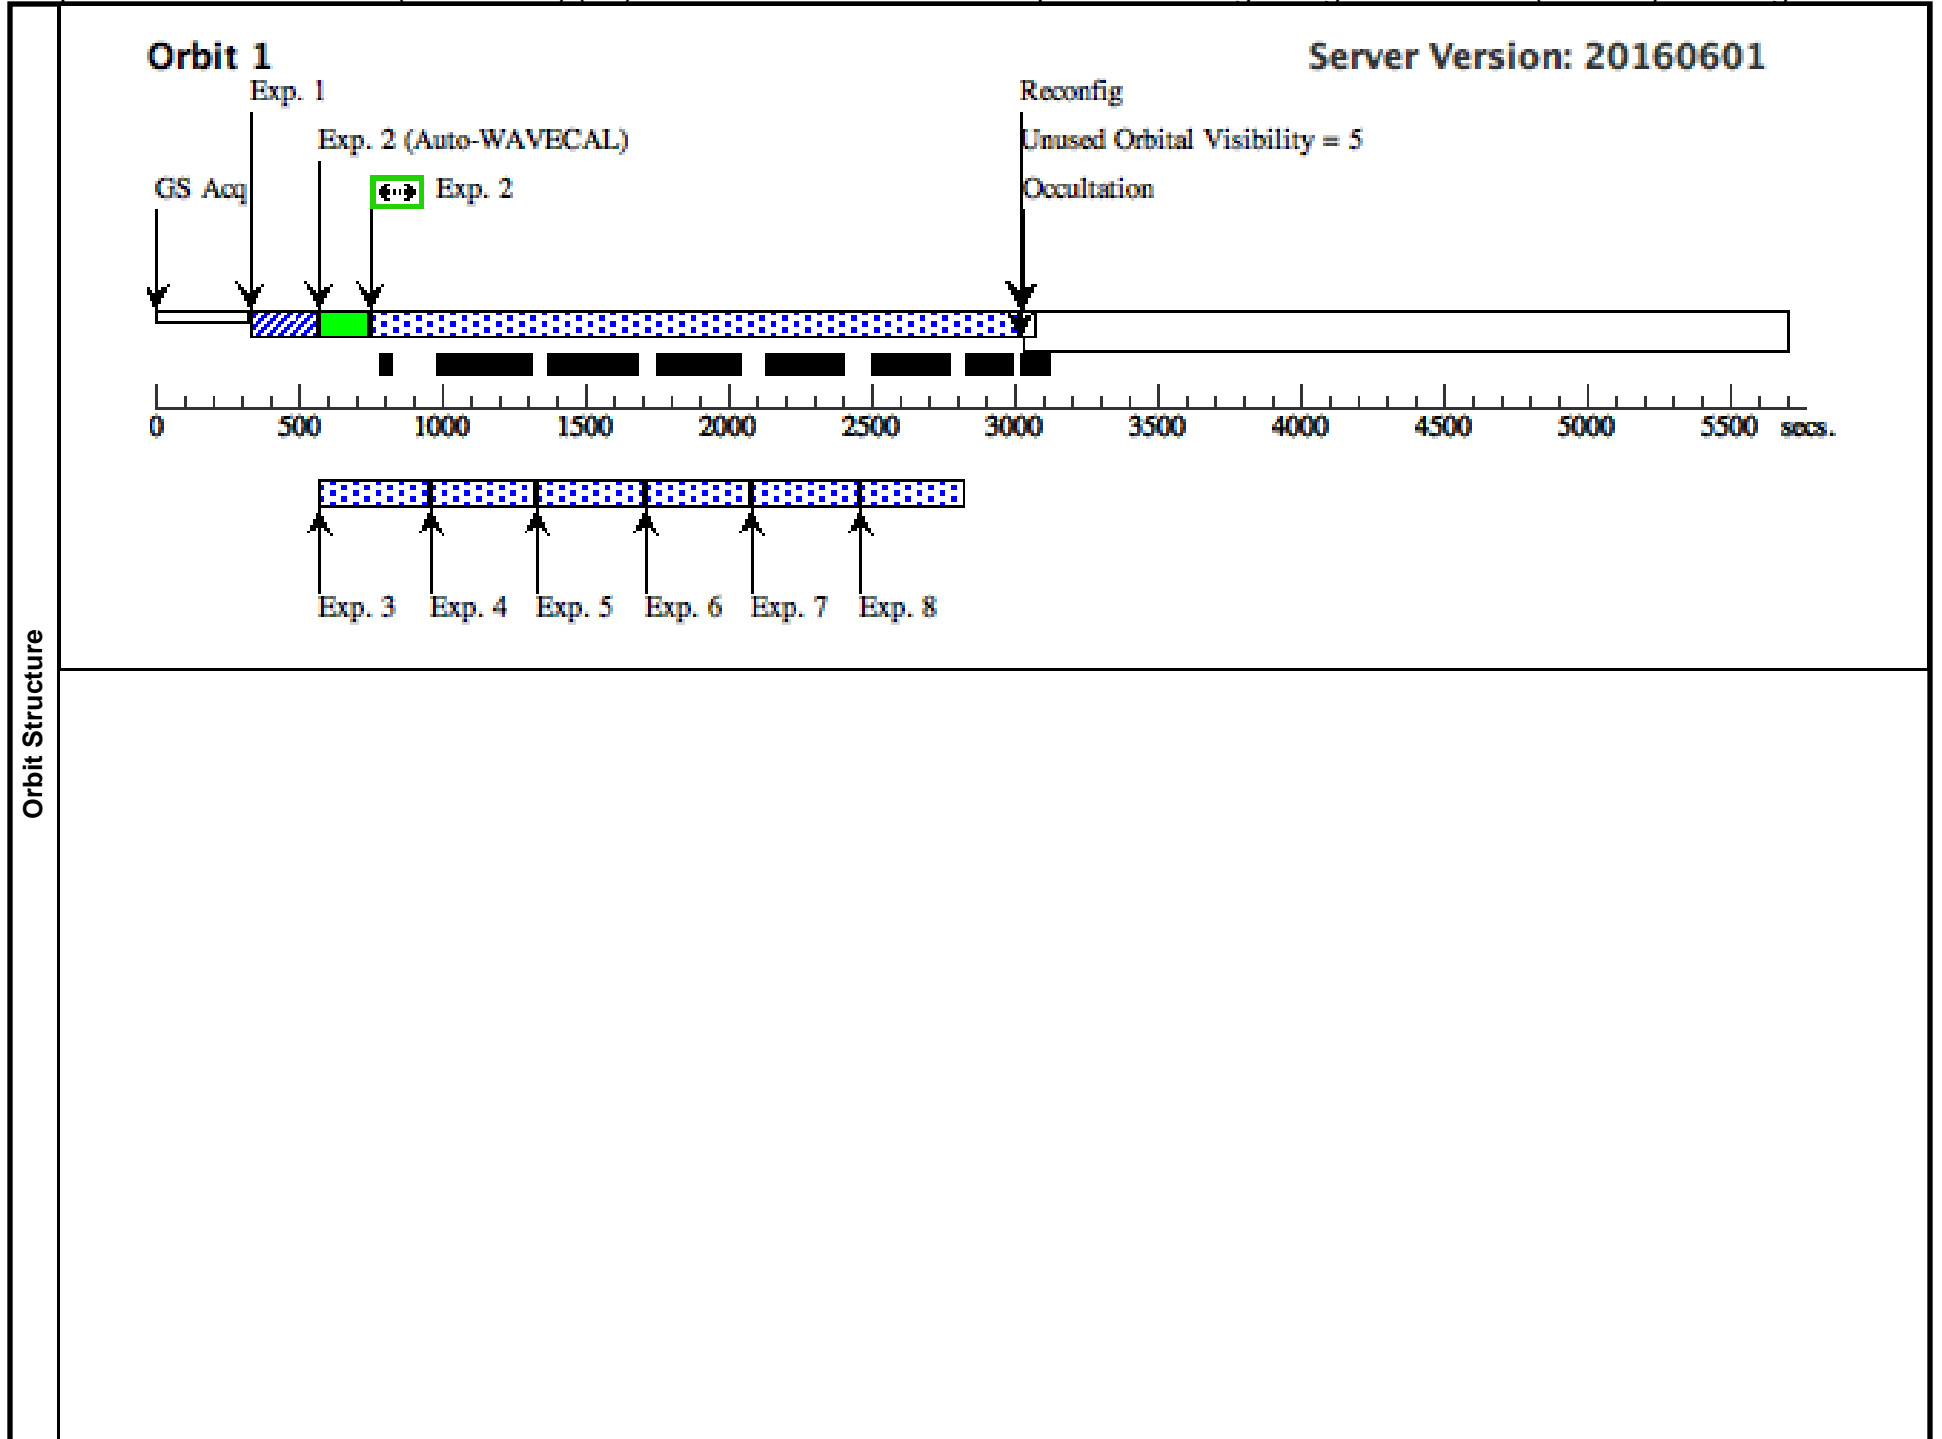 Orbit 1
Server Version: 20160601
Exp. 1
Reconfig
Exp. 2 (Auto-WAVECAL)
Unused Orbital Visibility = 5
GS Acq
Exp. 2
Occultation
0 500 1000 1500 2000 2500 3000 3500 4000 4500 5000 5500 secs.
Exp. 3 Exp. 4 Exp. 5 Exp. 6 Exp. 7 Exp. 8
Orbit Structure